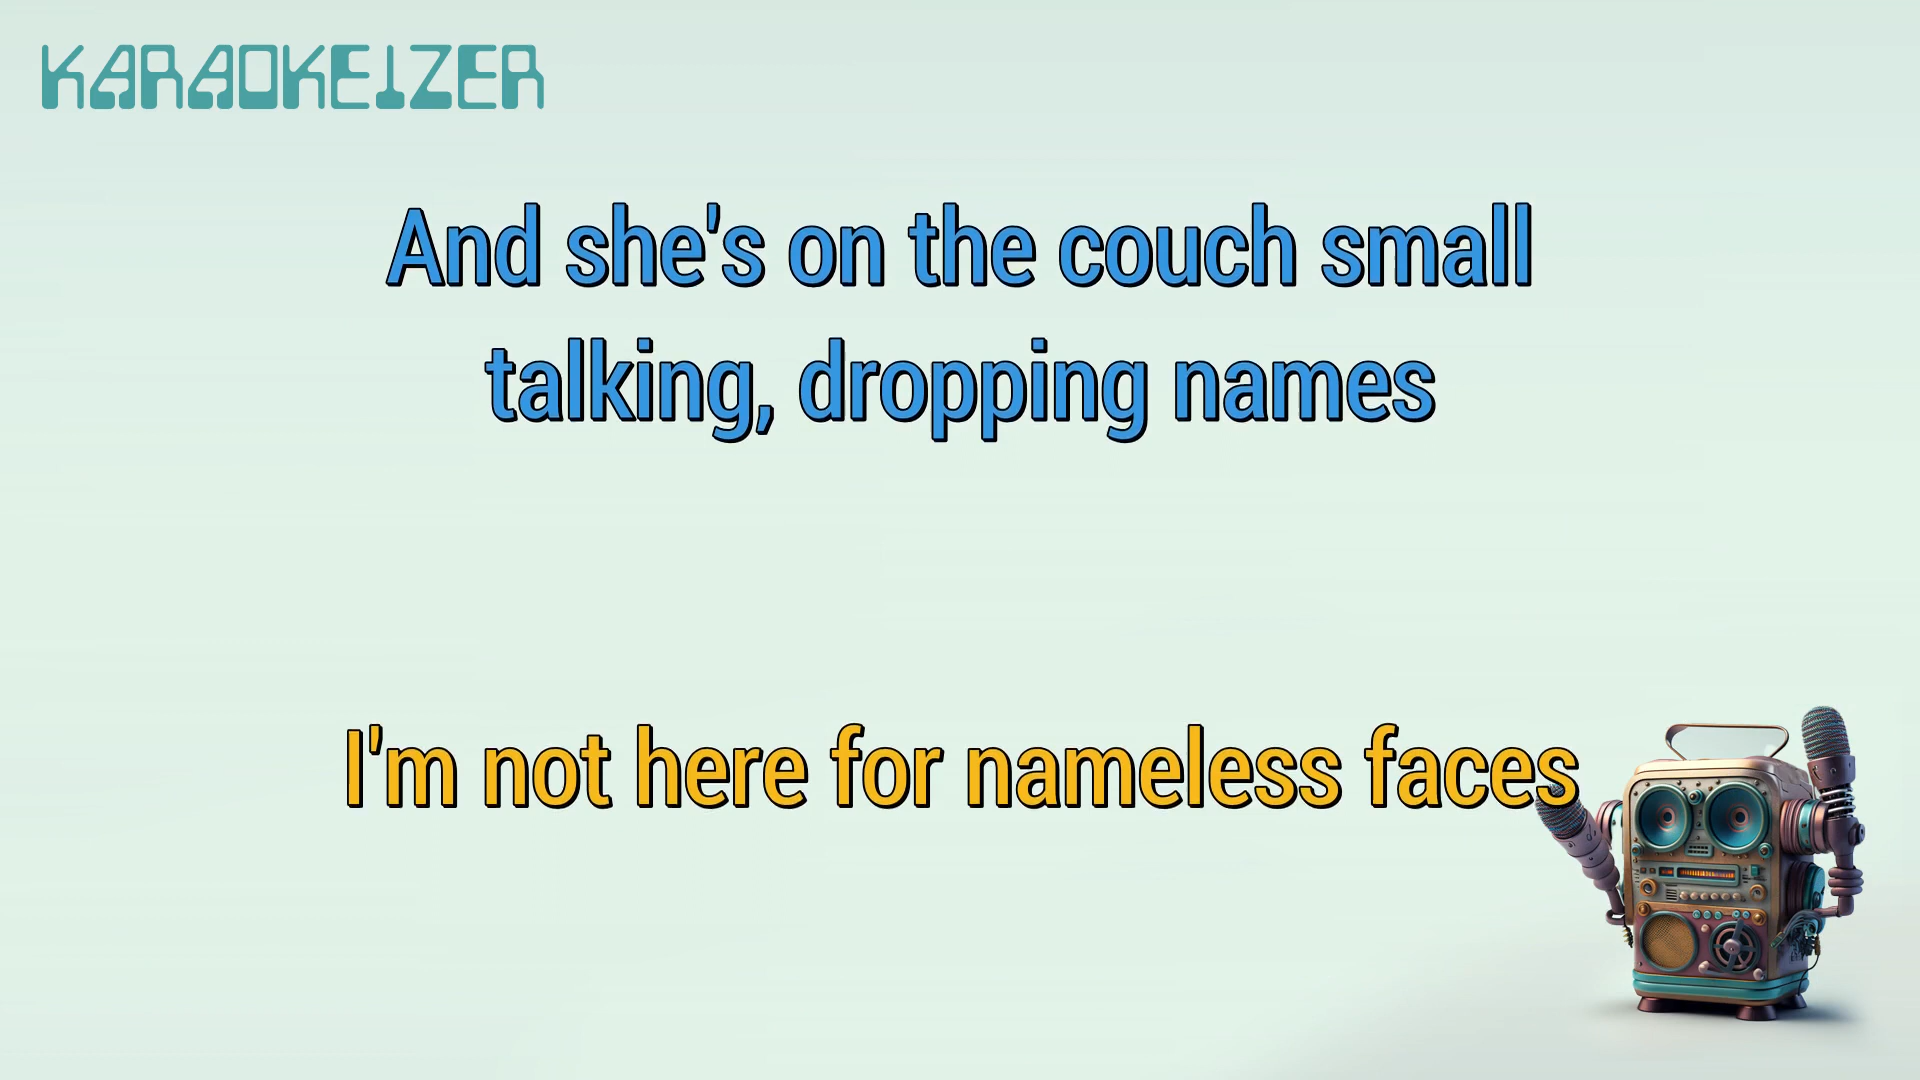 KARAOKEIZER
And she's on the couch small
talking, dropping names
I'm not here for nameless faces